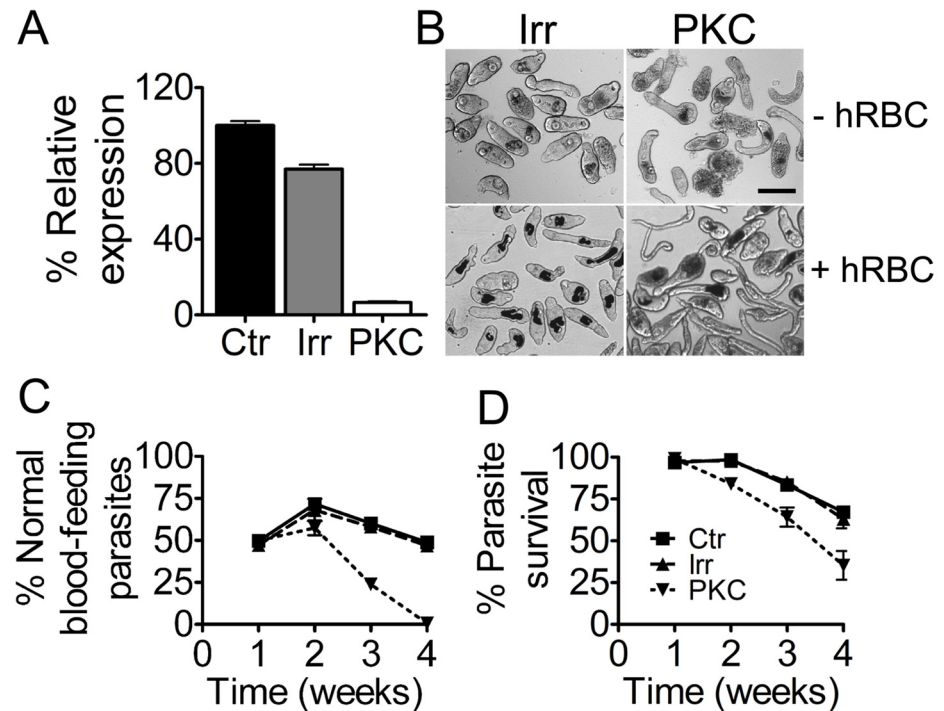 A
% Relative
expression
120
80
40
0
Ctr Irr PKC
B
Irr PKC
- hRBC
+ hRBC
C
% Normal
blood-feeding
parasites
100
75
50
25
0
0 1 2 3 4
Time (weeks)
D
% Parasite
survival
100
75
50
25
0
Ctr
Irr
PKC
0 1 2 3 4
Time (weeks)